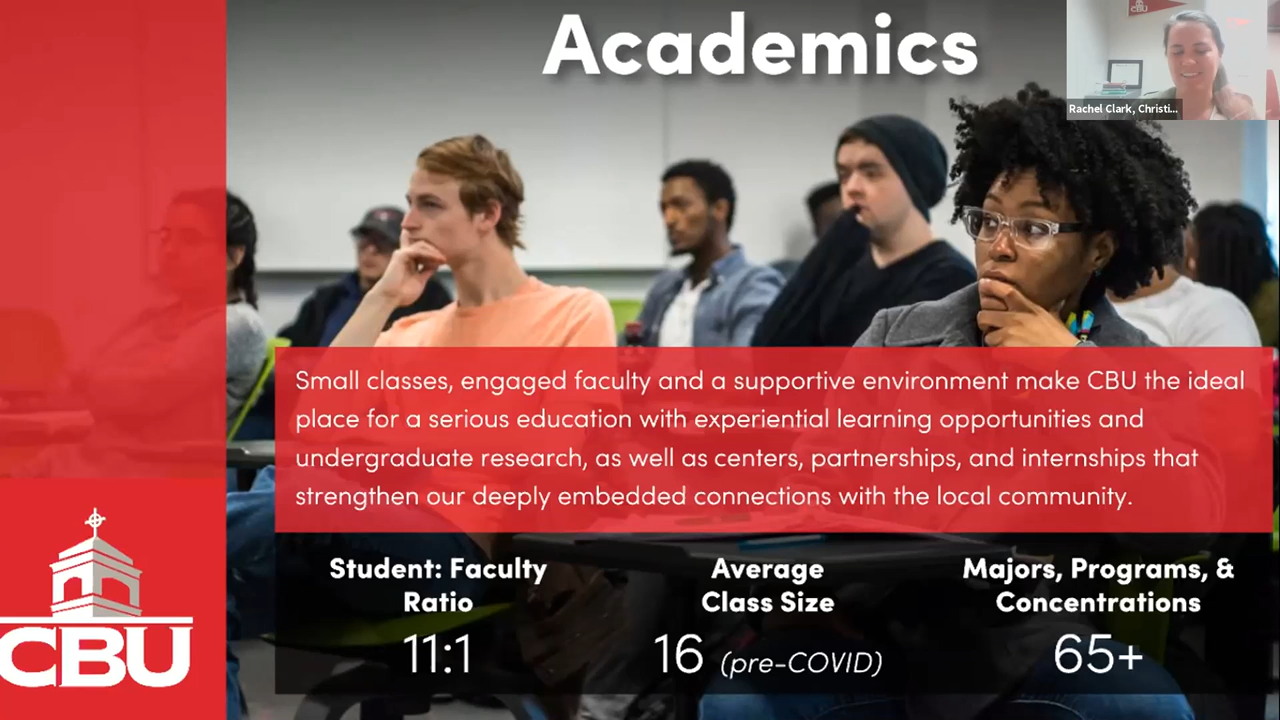 Academics
CBU
Rachel Clark, Christi...
Small classes, engaged faculty and a supportive environment make CBU the ideal
place for a serious education with experiential learning opportunities and
undergraduate research, as well as centers, partnerships, and internships that
strengthen our deeply embedded connections with the local community.
Student: Faculty
Ratio
11:1
Average
Class Size
16 (pre-COVID)
Majors, Programs, &
Concentrations
65+
CBU